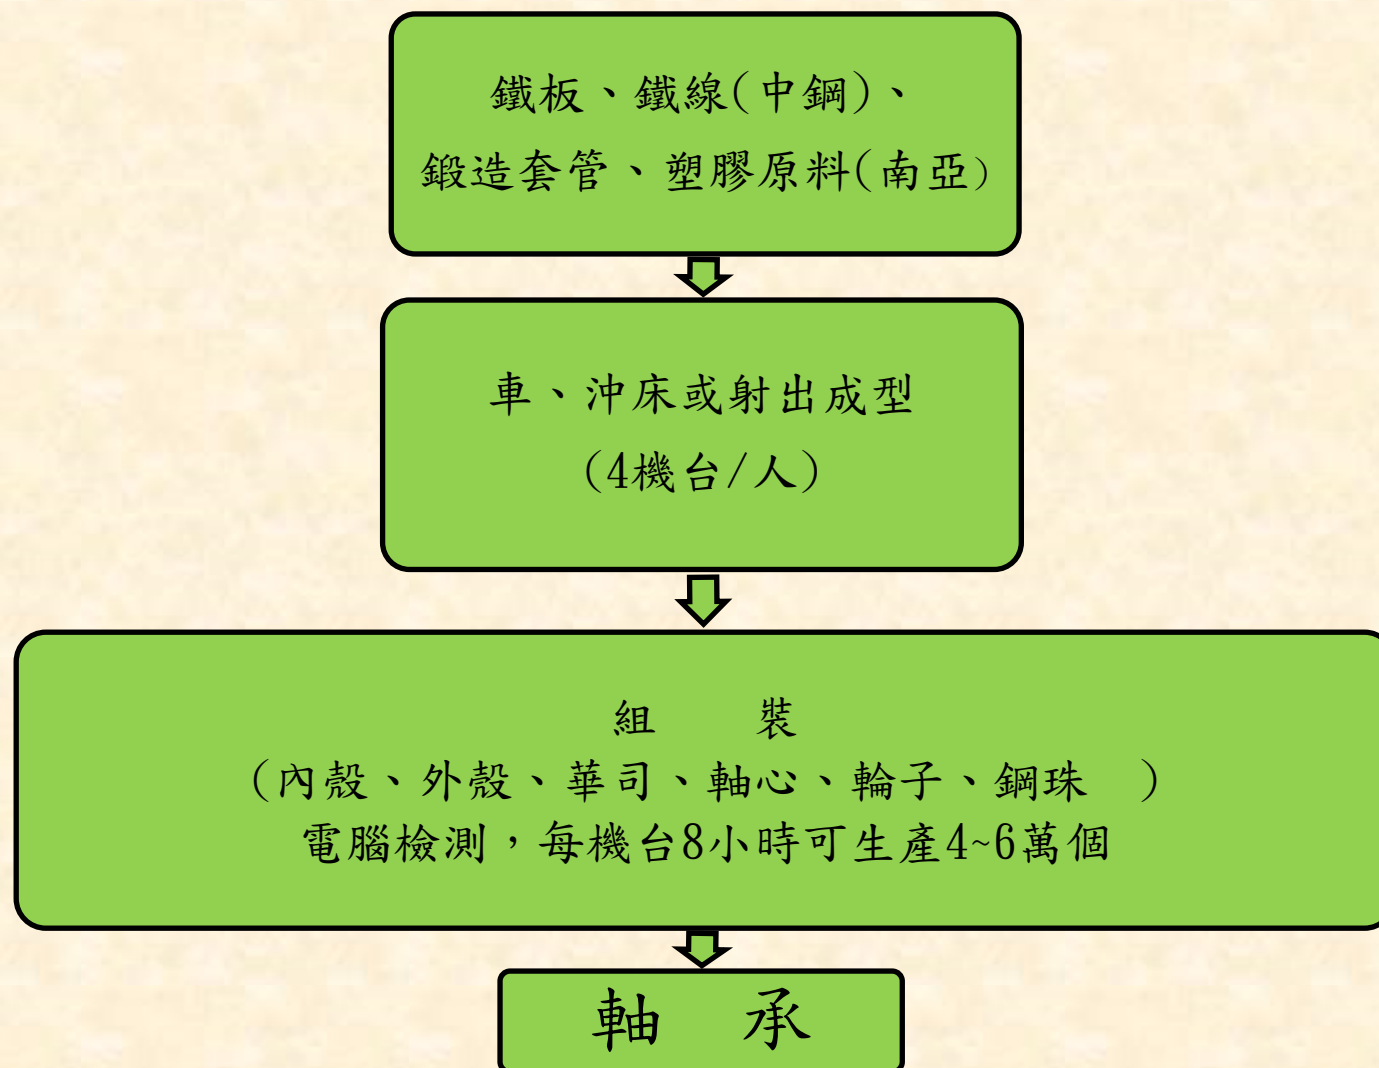 鐵板、鐵線(中鋼)、
鍛造套管、塑膠原料(南亞)
車、沖床或射出成型
(4機台/人)
組　　裝
(內殼、外殼、華司、軸心、輪子、鋼珠　)
電腦檢測，每機台8小時可生產4~6萬個
軸　承